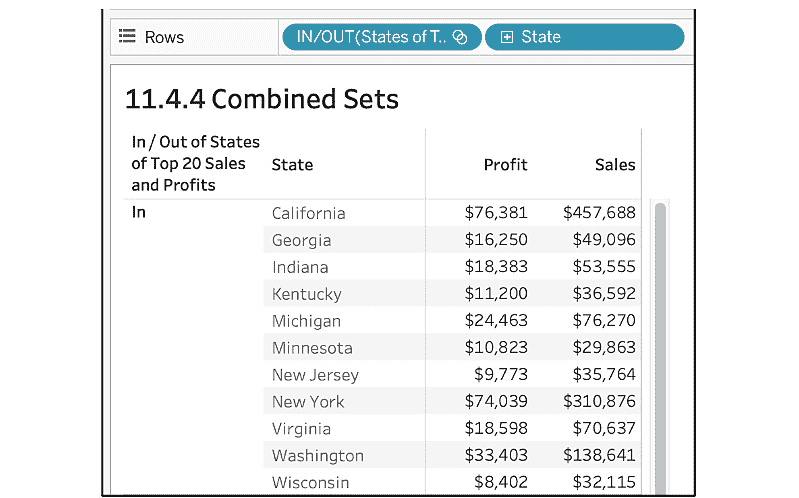 Rows IN/OUT(States of T.. State
11.4.4 Combined Sets
In / Out of States
of Top 20 Sales
and Profits
State Profit Sales
In California $76,381 $457,688
Georgia $16,250 $49,096
Indiana $18,383 $53,555
Kentucky $11,200 $36,592
Michigan $24,463 $76,270
Minnesota $10,823 $29,863
New Jersey $9,773 $35,764
New York $74,039 $310,876
Virginia $18,598 $70,637
Washington $33,403 $138,641
Wisconsin $8,402 $32,115